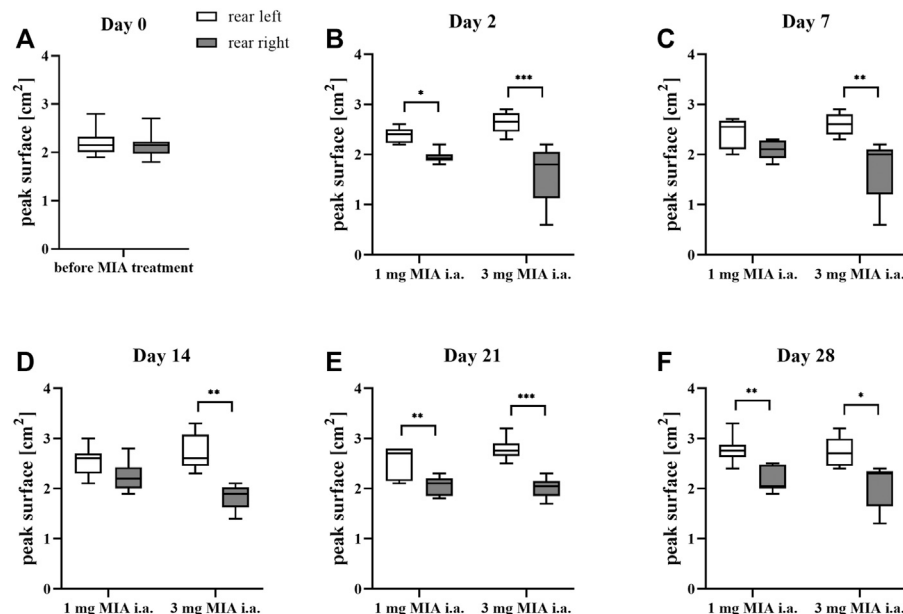 A Day 0
rear left
rear right
peak surface [cm²]
4
3
2
1
0
before MIA treatment
B Day 2
peak surface [cm²]
4
3
2
1
0
*
***
1 mg MIA i.a. 3 mg MIA i.a.
C Day 7
peak surface [cm²]
4
3
2
1
0
**
1 mg MIA i.a. 3 mg MIA i.a.
D Day 14
peak surface [cm²]
4
3
2
1
0
**
1 mg MIA i.a. 3 mg MIA i.a.
E Day 21
peak surface [cm²]
4
3
2
1
0
**
***
1 mg MIA i.a. 3 mg MIA i.a.
F Day 28
peak surface [cm²]
4
3
2
1
0
**
*
1 mg MIA i.a. 3 mg MIA i.a.